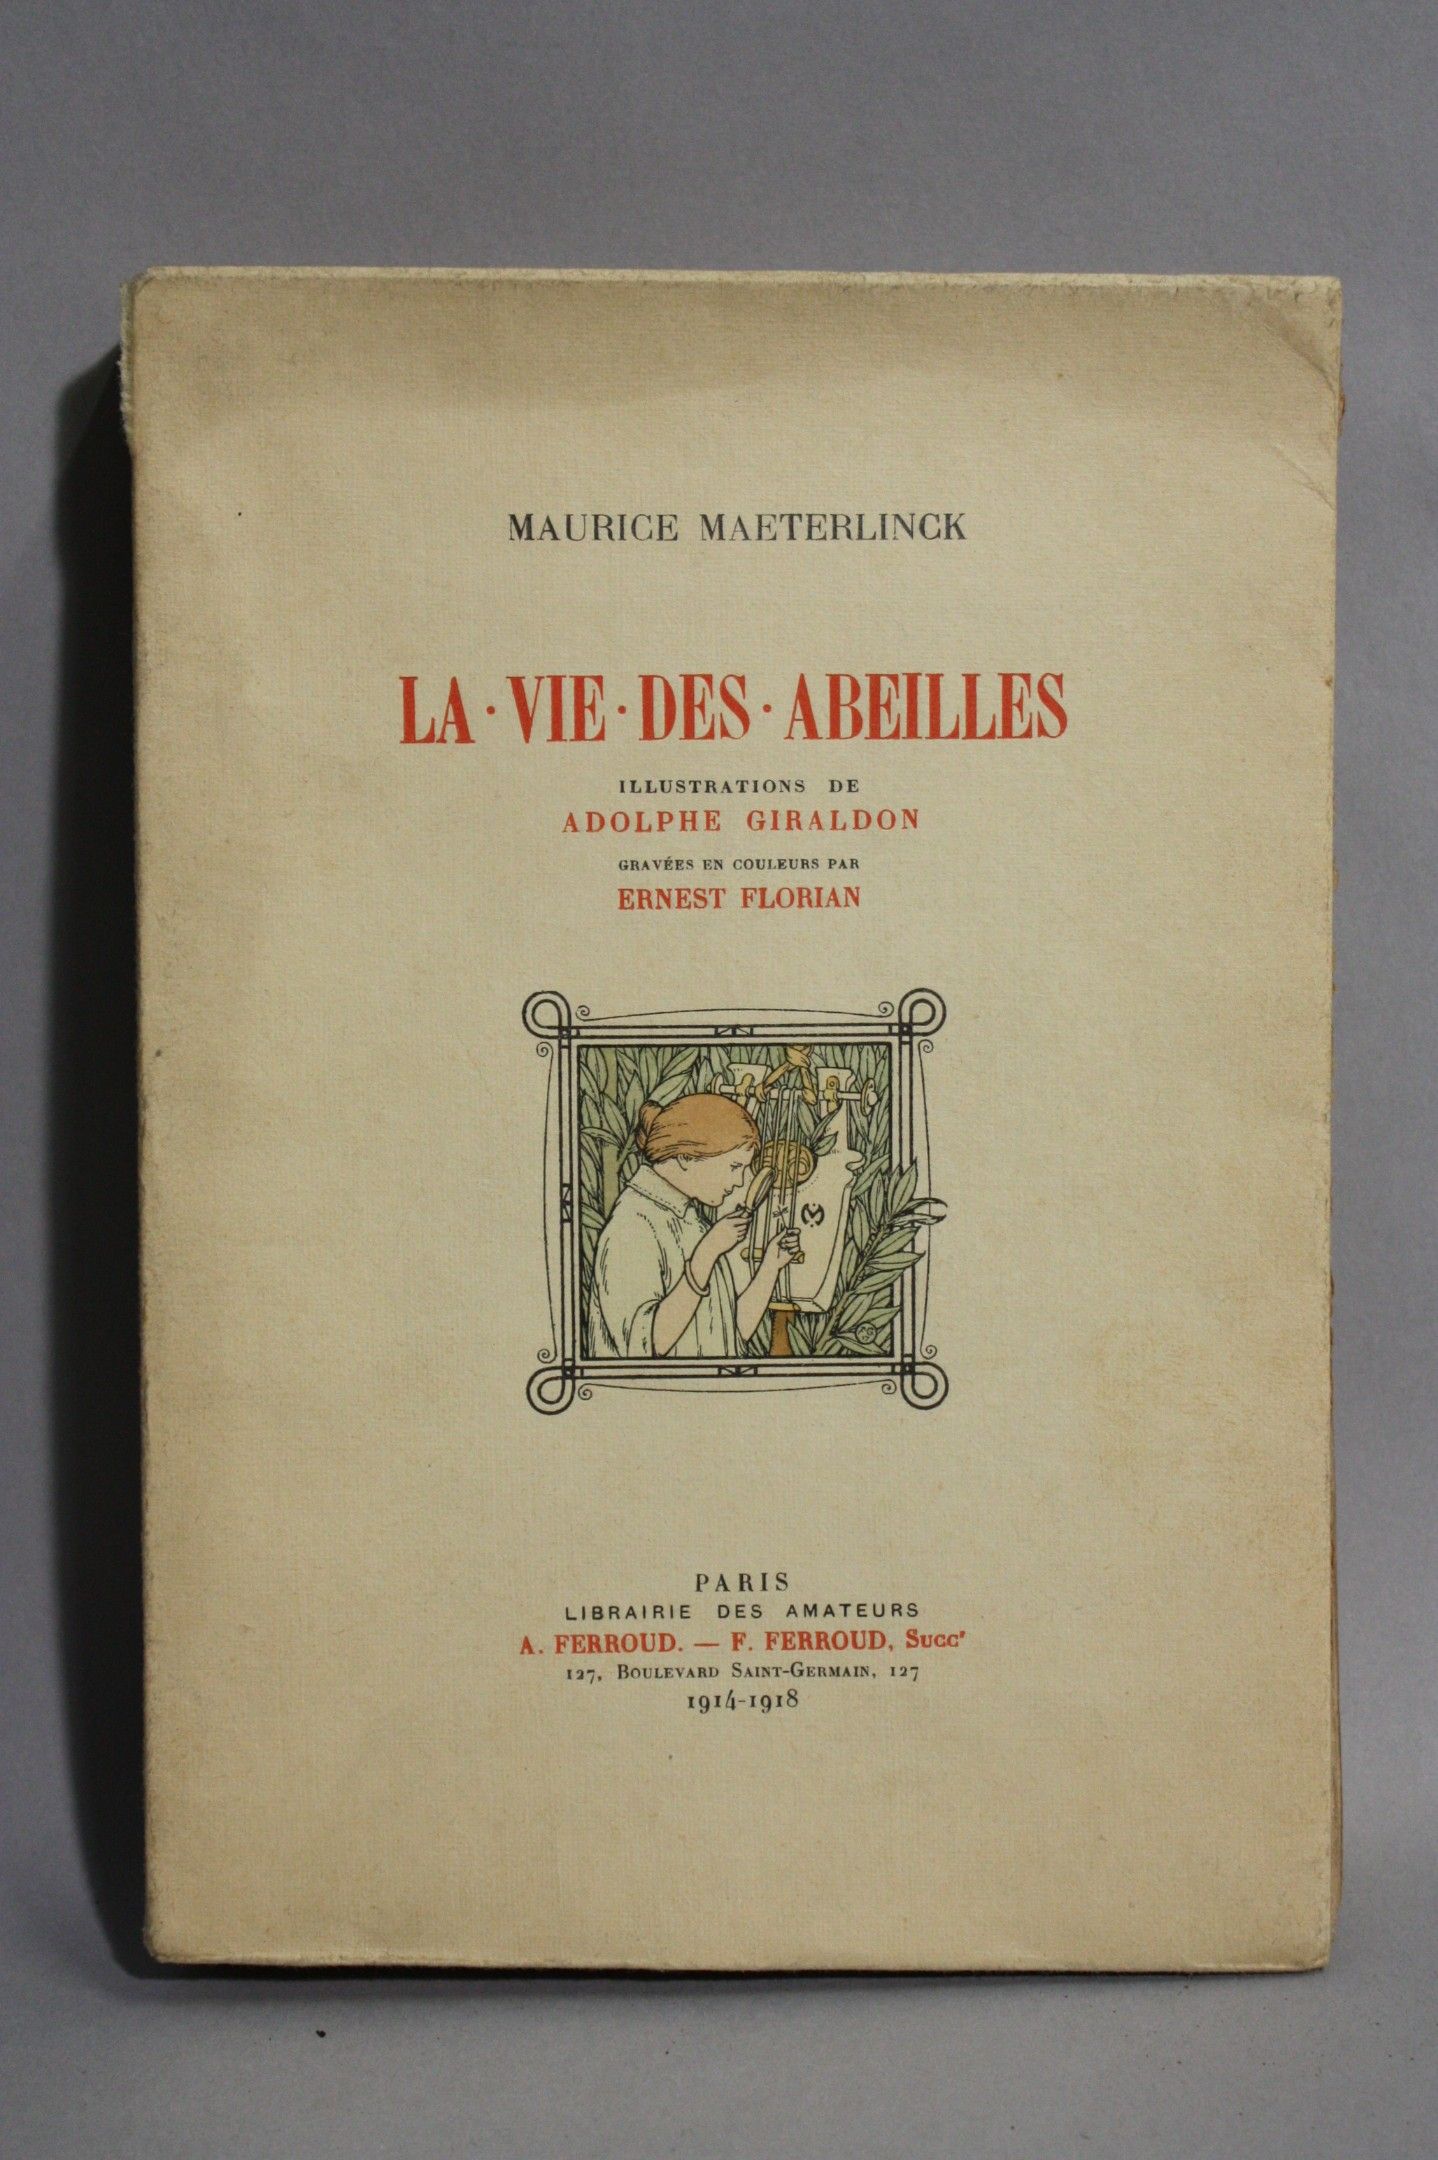 MAURICE MAETERLINCK
LA · VIE · DES · ABEILLES
ILLUSTRATIONS DE
ADOLPHE GIRALDON
GRAVÉES EN COULEURS PAR
ERNEST FLORIAN
PARIS
LIBRAIRIE DES AMATEURS
A. FERROUD. — F. FERROUD, Succʳ
127, BOULEVARD SAINT-GERMAIN, 127
1914-1918